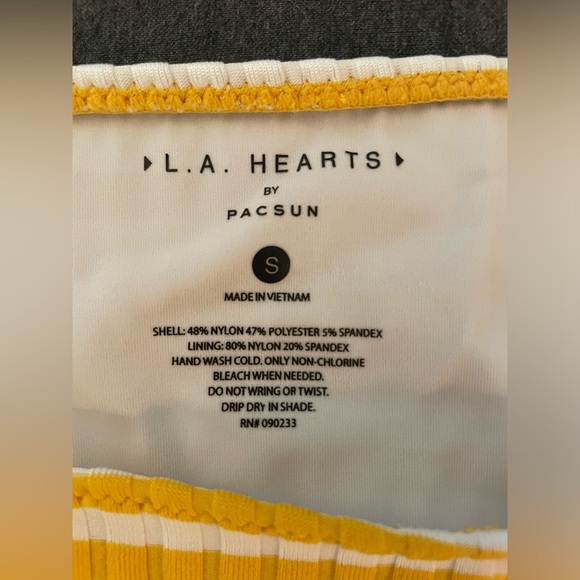 L.A. HEARTS
BY
PACSUN
S
MADE IN VIETNAM
SHELL: 48% NYLON 47% POLYESTER 5% SPANDEX
LINING: 80% NYLON 20% SPANDEX
HAND WASH COLD. ONLY NON-CHLORINE
BLEACH WHEN NEEDED.
DO NOT WRING OR TWIST.
DRIP DRY IN SHADE.
RN# 090233